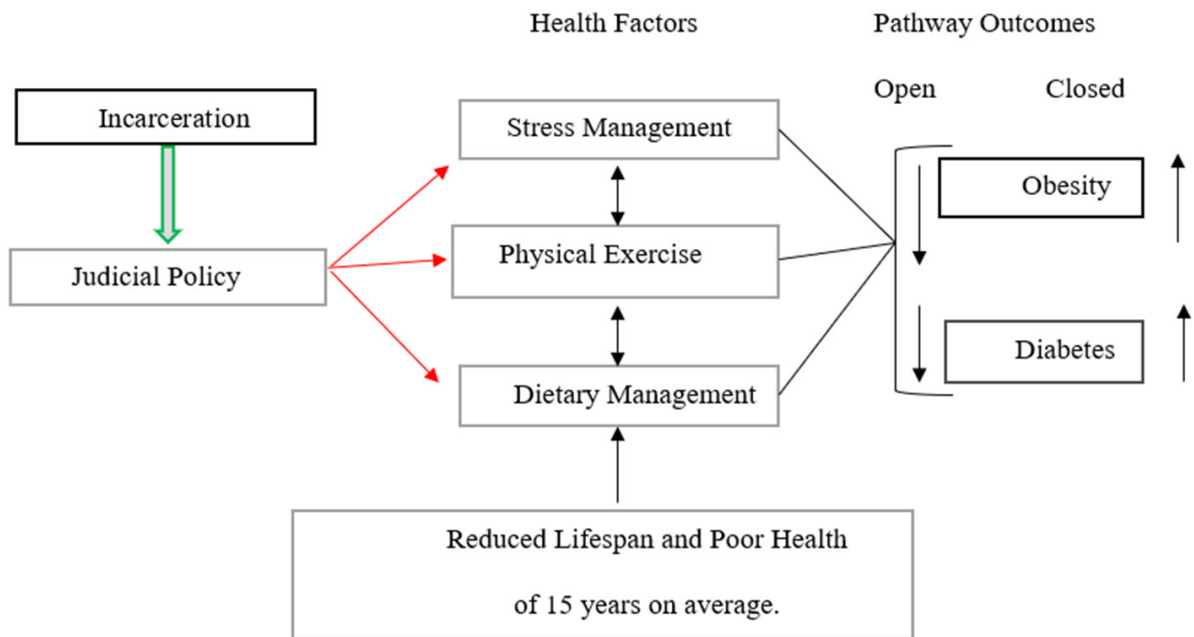 Health Factors
Pathway Outcomes
Open
Closed
Incarceration
Judicial Policy
Stress Management
Physical Exercise
Dietary Management
Obesity
Diabetes
Reduced Lifespan and Poor Health
of 15 years on average.